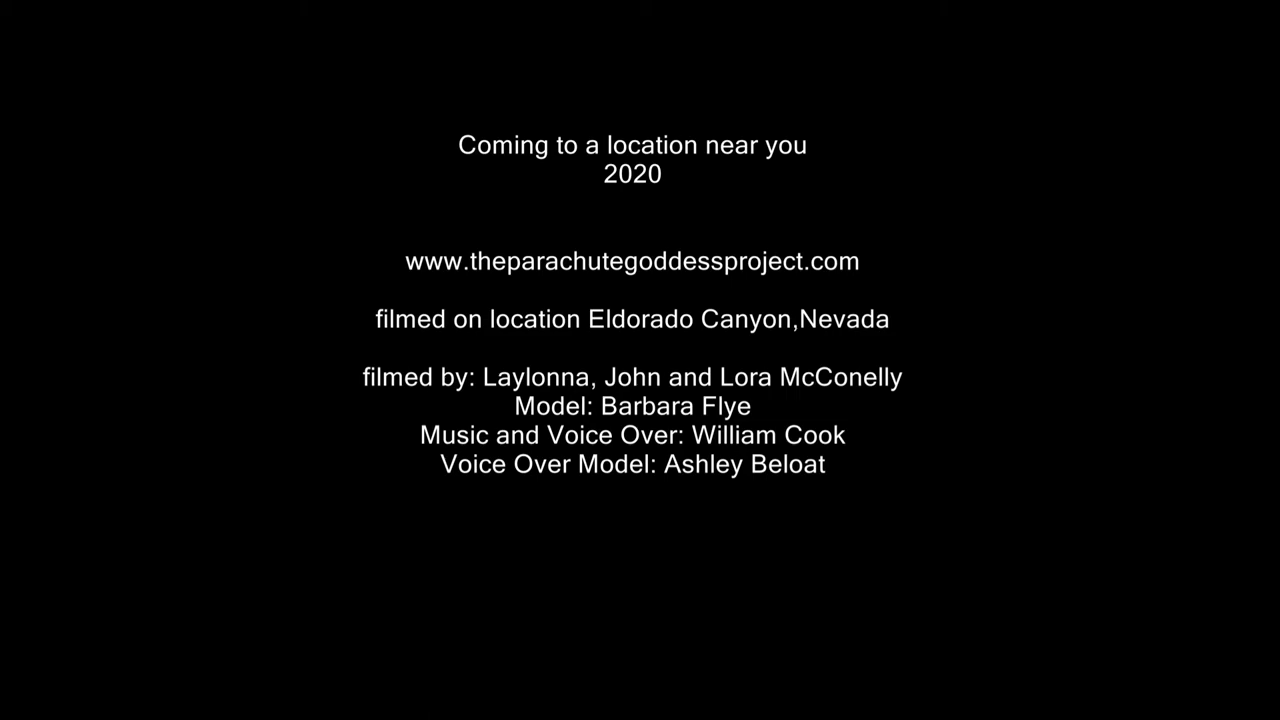 Coming to a location near you
2020
www.theparachutegoddessproject.com
filmed on location Eldorado Canyon,Nevada
filmed by: Laylonna, John and Lora McConelly
Model: Barbara Flye
Music and Voice Over: William Cook
Voice Over Model: Ashley Beloat